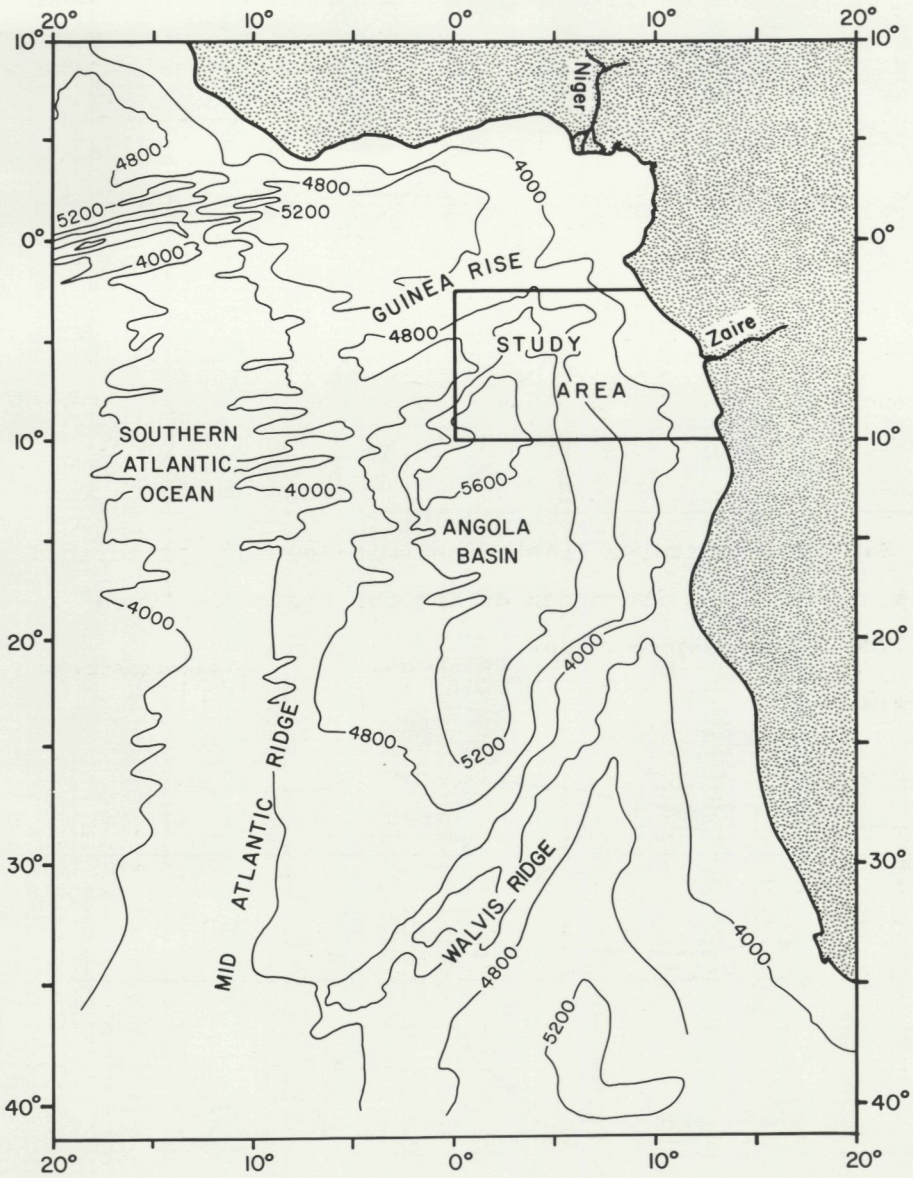 20° 10° 0° 10° 20°
10° 10°
Niger
4800
4000
4800
5200
5200
0° 0°
4000
GUINEA RISE
Zaire
4800
STUDY
AREA
10° 10°
SOUTHERN
ATLANTIC
OCEAN
4000
5600
ANGOLA
BASIN
4000
20° 20°
4000
MID ATLANTIC RIDGE
4800
5200
30° 30°
WALVIS RIDGE
4000
4800
5200
40° 40°
20° 10° 0° 10° 20°